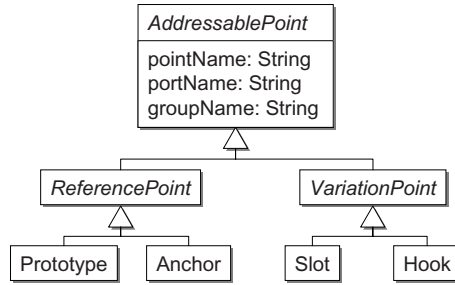 AddressablePoint
pointName: String
portName: String
groupName: String
ReferencePoint
VariationPoint
Prototype
Anchor
Slot
Hook